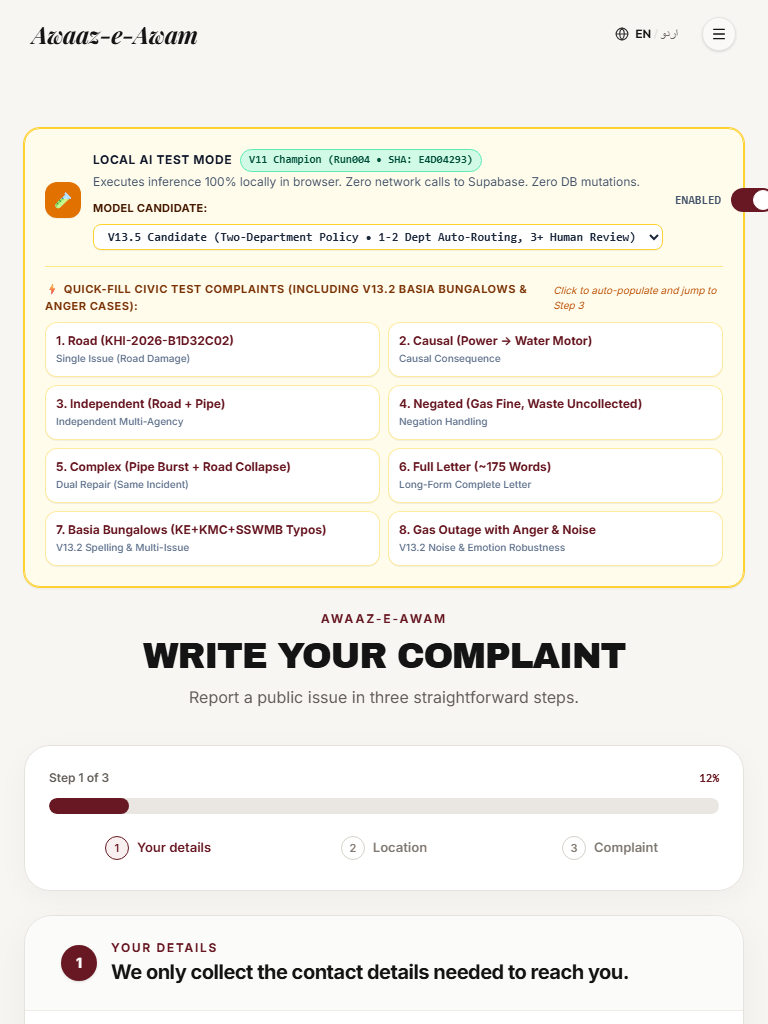 Awaaz-e-Awam
EN / اردو
LOCAL AI TEST MODE V11 Champion (Run004 • SHA: E4D04293)
Executes inference 100% locally in browser. Zero network calls to Supabase. Zero DB mutations.
ENABLED
MODEL CANDIDATE:
V13.5 Candidate (Two-Department Policy • 1-2 Dept Auto-Routing, 3+ Human Review)
QUICK-FILL CIVIC TEST COMPLAINTS (INCLUDING V13.2 BASIA BUNGALOWS &
ANGER CASES):
Click to auto-populate and jump to
Step 3
1. Road (KHI-2026-B1D32C02)
Single Issue (Road Damage)
2. Causal (Power → Water Motor)
Causal Consequence
3. Independent (Road + Pipe)
Independent Multi-Agency
4. Negated (Gas Fine, Waste Uncollected)
Negation Handling
5. Complex (Pipe Burst + Road Collapse)
Dual Repair (Same Incident)
6. Full Letter (~175 Words)
Long-Form Complete Letter
7. Basia Bungalows (KE+KMC+SSWMB Typos)
V13.2 Spelling & Multi-Issue
8. Gas Outage with Anger & Noise
V13.2 Noise & Emotion Robustness
AWAAZ-E-AWAM
WRITE YOUR COMPLAINT
Report a public issue in three straightforward steps.
Step 1 of 3
12%
1 Your details
2 Location
3 Complaint
1
YOUR DETAILS
We only collect the contact details needed to reach you.